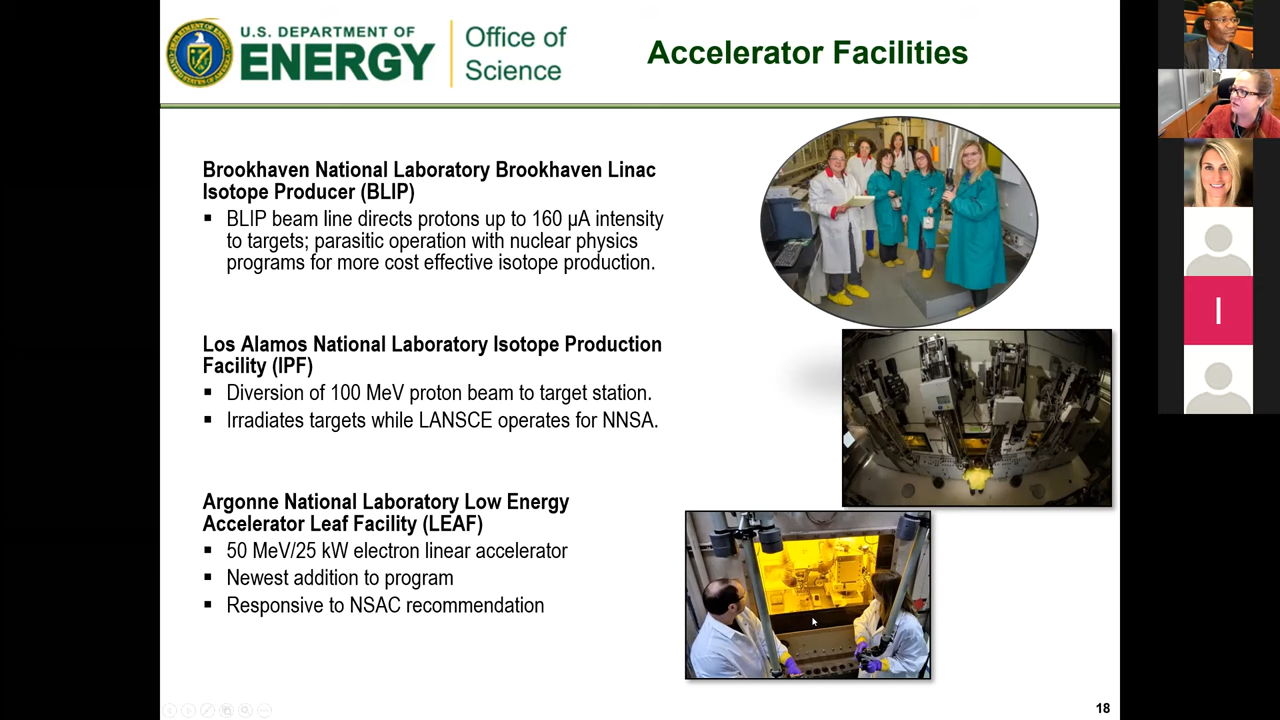 U.S. DEPARTMENT OF
ENERGY
Office of
Science
Accelerator Facilities
Brookhaven National Laboratory Brookhaven Linac
Isotope Producer (BLIP)
▪ BLIP beam line directs protons up to 160 µA intensity
to targets; parasitic operation with nuclear physics
programs for more cost effective isotope production.
Los Alamos National Laboratory Isotope Production
Facility (IPF)
▪ Diversion of 100 MeV proton beam to target station.
▪ Irradiates targets while LANSCE operates for NNSA.
Argonne National Laboratory Low Energy
Accelerator Leaf Facility (LEAF)
▪ 50 MeV/25 kW electron linear accelerator
▪ Newest addition to program
▪ Responsive to NSAC recommendation
I
18